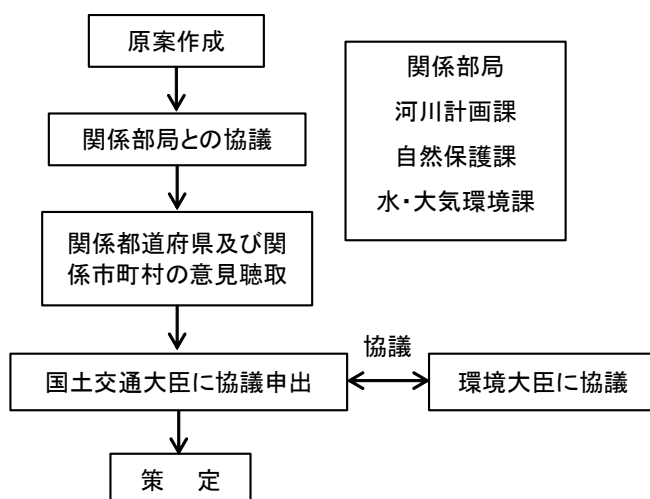 原案作成
関係部局との協議
関係都道府県及び関
係市町村の意見聴取
国土交通大臣に協議申出
協議
環境大臣に協議
策　定
関係部局
河川計画課
自然保護課
水・大気環境課